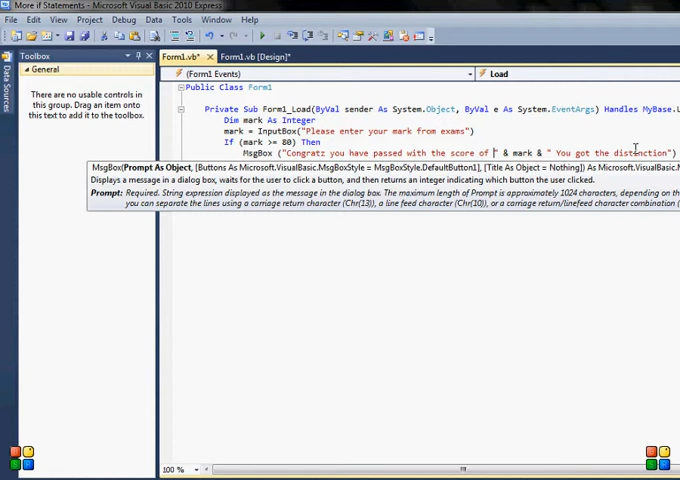 More if Statements - Microsoft Visual Basic 2010 Express
File Edit View Project Debug Data Tools Window Help
Data Sources
Toolbox
General
There are no usable controls in
this group. Drag an item onto
this text to add it to the toolbox.
Form1.vb* Form1.vb [Design]*
(Form1 Events) Load
Public Class Form1
Private Sub Form1_Load(ByVal sender As System.Object, ByVal e As System.EventArgs) Handles MyBase.
Dim mark As Integer
mark = InputBox("Please enter your mark from exams")
If (mark >= 80) Then
MsgBox ("Congratz you have passed with the score of " & mark & " You got the distinction")
MsgBox(Prompt As Object, [Buttons As Microsoft.VisualBasic.MsgBoxStyle = MsgBoxStyle.DefaultButton1], [Title As Object = Nothing]) As Microsoft.VisualBasic.
Displays a message in a dialog box, waits for the user to click a button, and then returns an integer indicating which button the user clicked.
Prompt: Required. String expression displayed as the message in the dialog box. The maximum length of Prompt is approximately 1024 characters, depending on the
you can separate the lines using a carriage return character (Chr(13)), a line feed character (Chr(10)), or a carriage return/linefeed character combination (
100 %